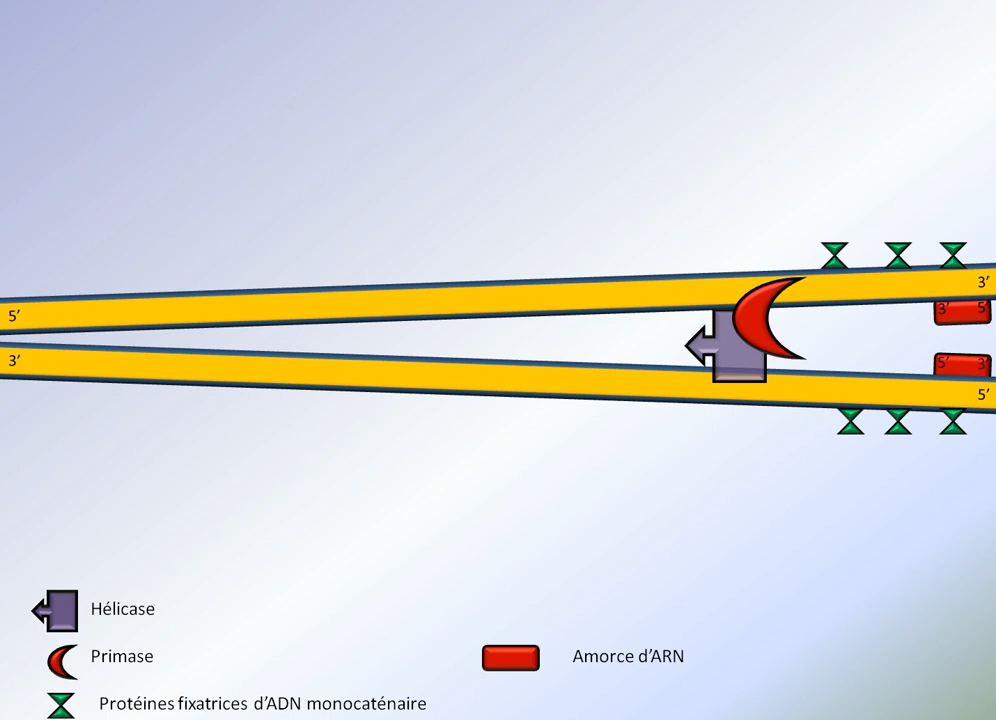 3’
5’
3’ 5’
3’
5’ 3’
5’
Hélicase
Primase
Amorce d’ARN
Protéines fixatrices d’ADN monocaténaire